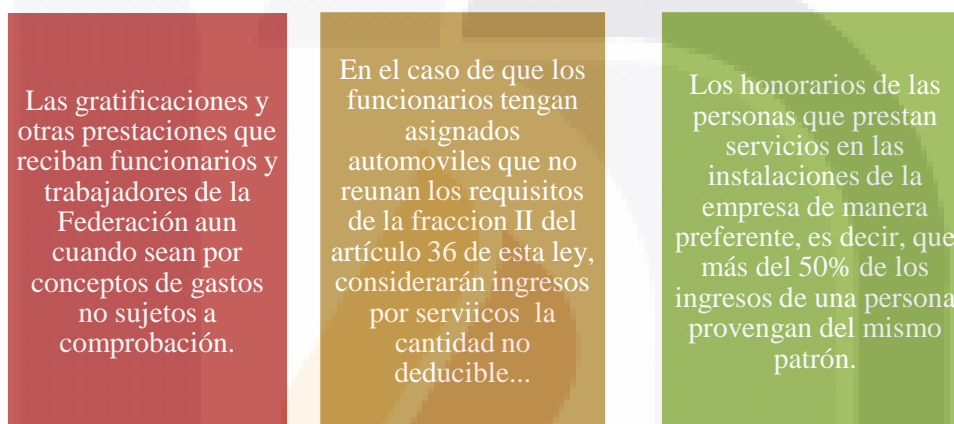 Las gratificaciones y
otras prestaciones que
reciban funcionarios y
trabajadores de la
Federación aun
cuando sean por
conceptos de gastos
no sujetos a
comprobación.
En el caso de que los
funcionarios tengan
asignados
automoviles que no
reunan los requisitos
de la fraccion II del
artículo 36 de esta ley,
considerarán ingresos
por serviicos la
cantidad no
deducible...
Los honorarios de las
personas que prestan
servicios en las
instalaciones de la
empresa de manera
preferente, es decir, que
más del 50% de los
ingresos de una persona
provengan del mismo
patrón.